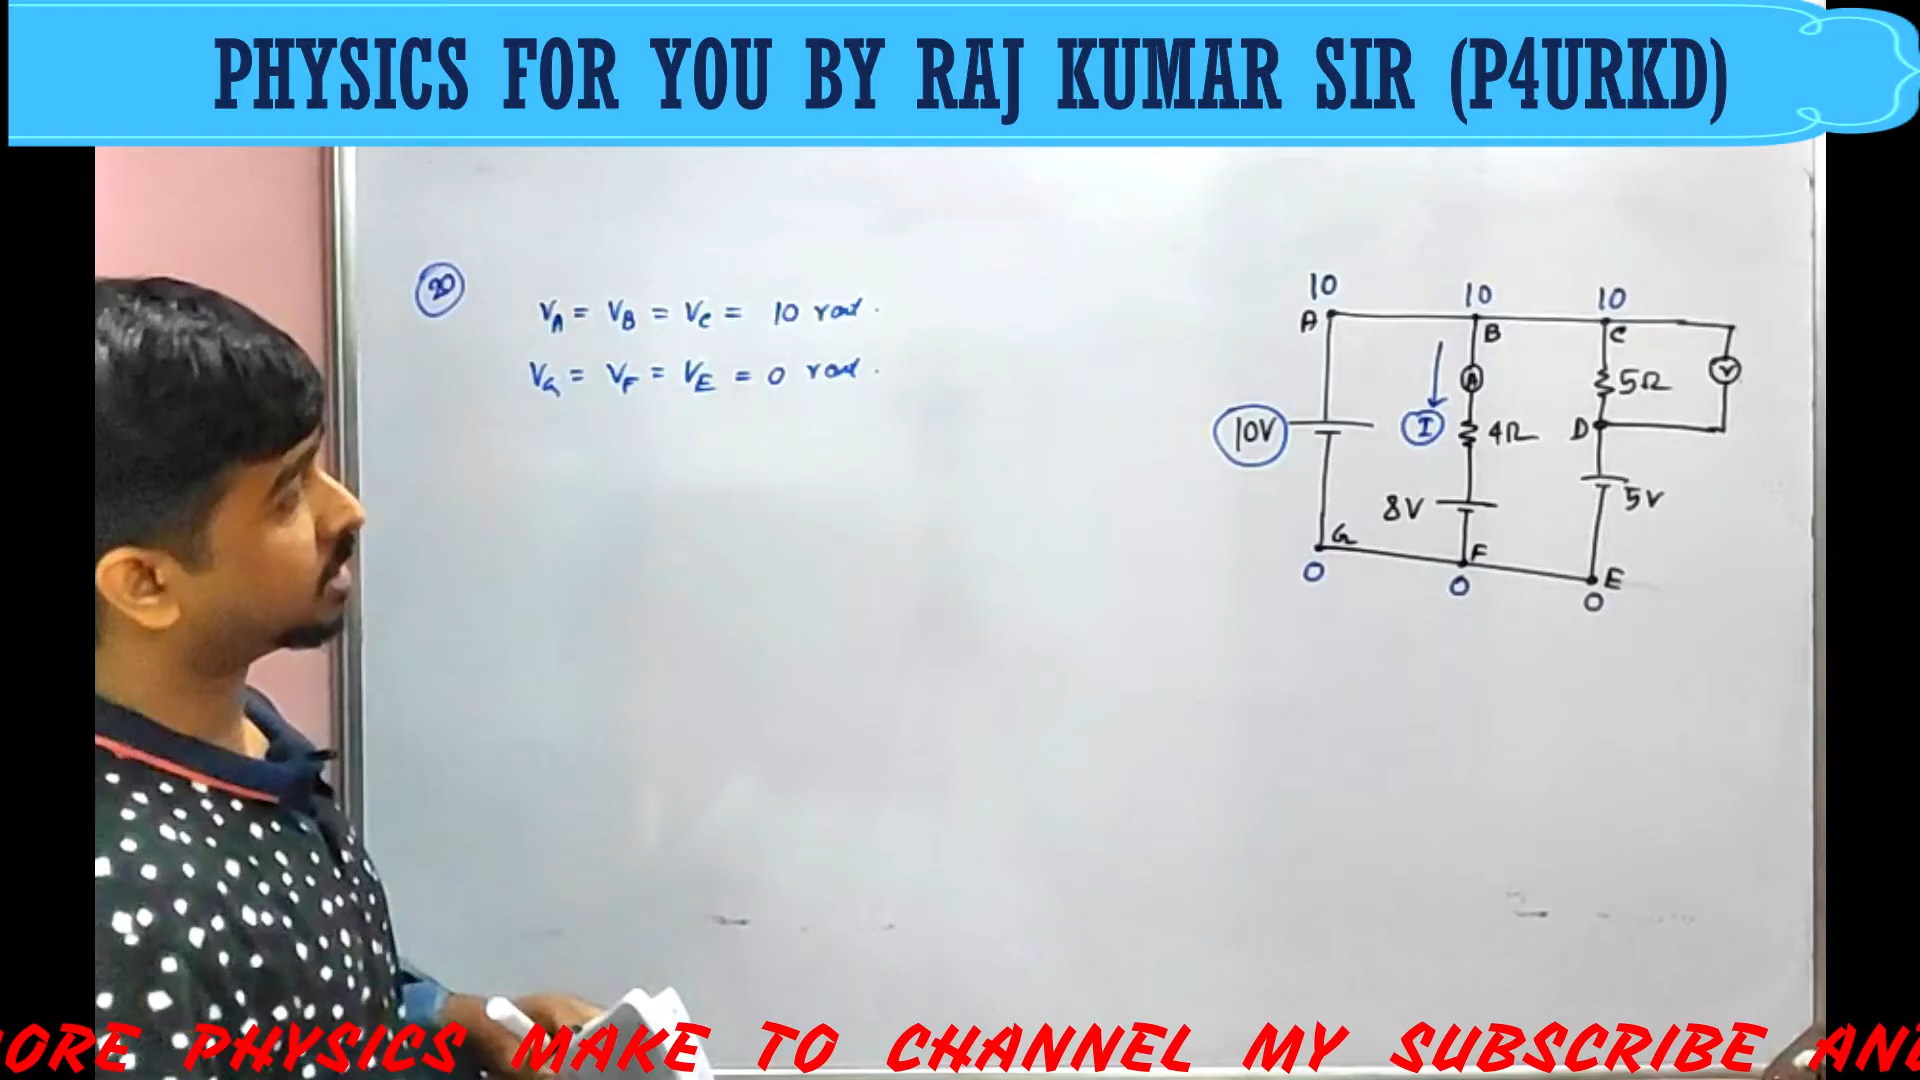 PHYSICS FOR YOU BY RAJ KUMAR SIR (P4URKD)
20
V_A = V_B = V_C = 10 volt.
V_G = V_F = V_E = 0 volt.
10 10 10
A B C
A 5Ω V
10V I 4Ω D
8V 5V
G F E
0 0 0
ORE PHYSICS MAKE TO CHANNEL MY SUBSCRIBE AND